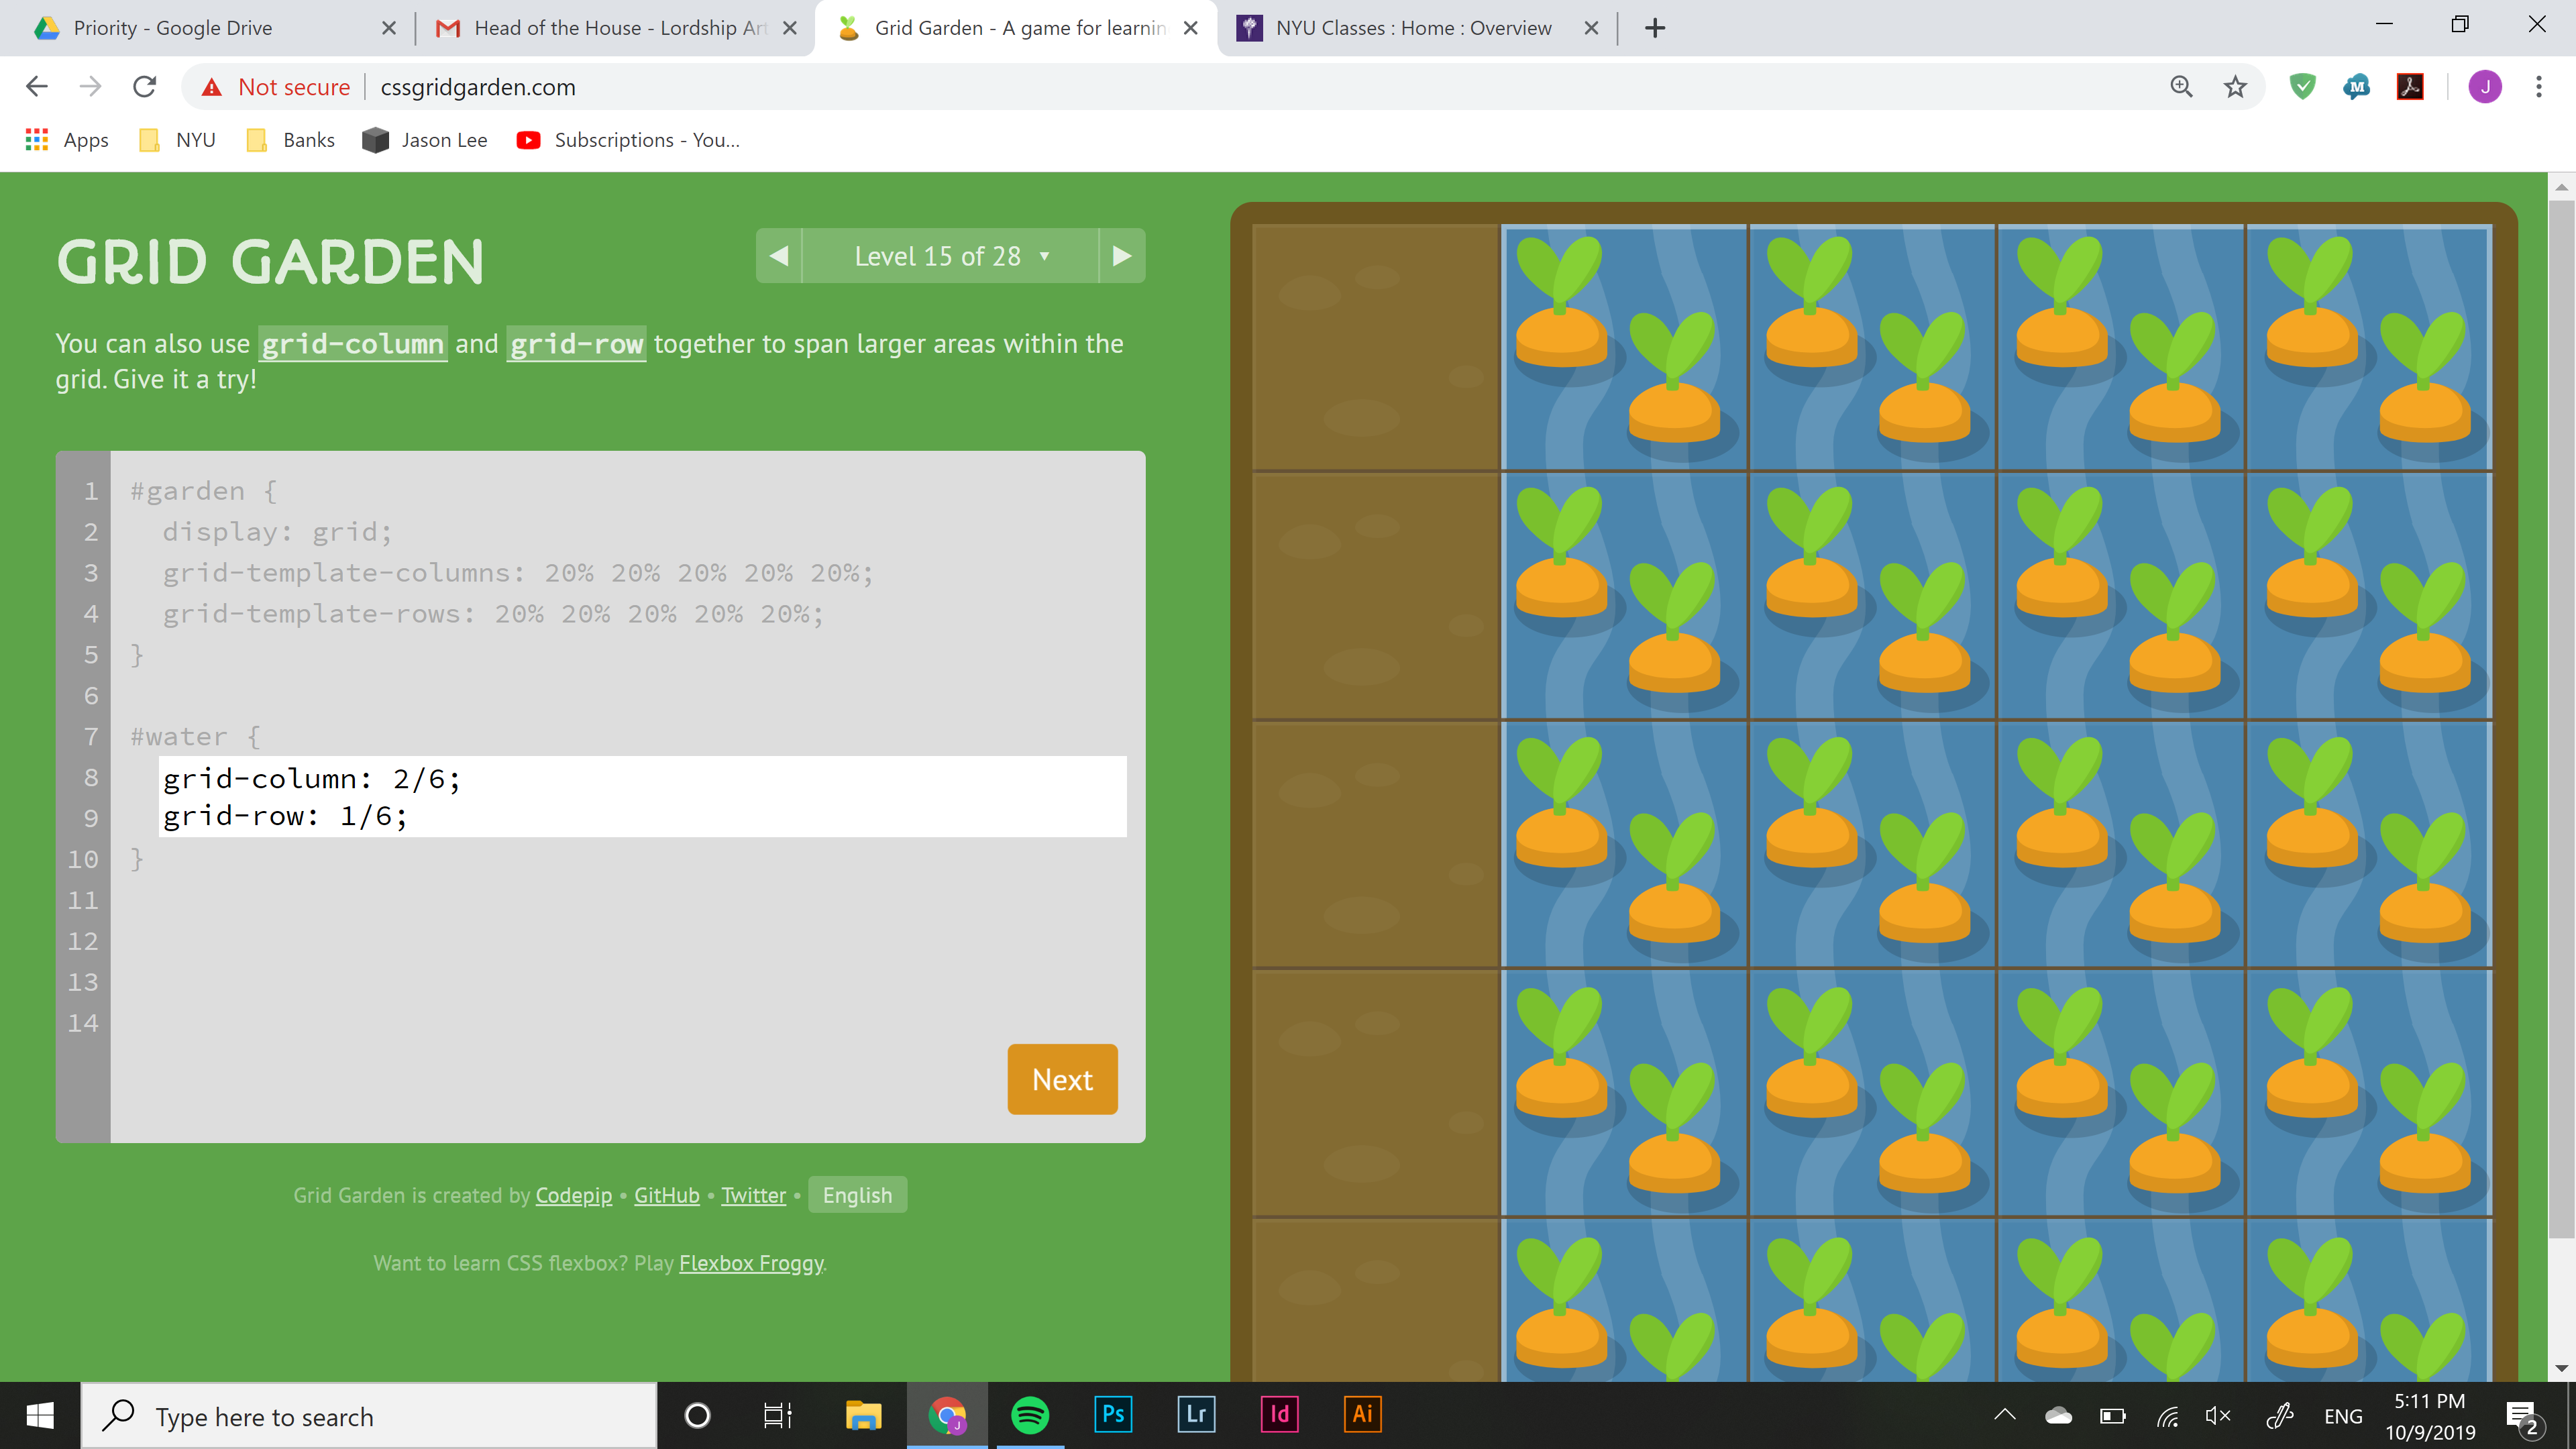 Priority - Google Drive
Head of the House - Lordship Art
Grid Garden - A game for learnin
NYU Classes : Home : Overview
Not secure
cssgridgarden.com
M
J
Apps
NYU
Banks
Jason Lee
Subscriptions - You...
GRID GARDEN
◀ Level 15 of 28 ▼ ▶
You can also use grid-column and grid-row together to span larger areas within the
grid. Give it a try!
1 #garden {
2 display: grid;
3 grid-template-columns: 20% 20% 20% 20% 20%;
4 grid-template-rows: 20% 20% 20% 20% 20%;
5 }
6
7 #water {
8 grid-column: 2/6;
9 grid-row: 1/6;
10 }
11
12
13
14
Next
Grid Garden is created by Codepip • GitHub • Twitter • English
Want to learn CSS flexbox? Play Flexbox Froggy.
Type here to search
J
Ps
Lr
Id
Ai
ENG
5:11 PM
10/9/2019
2